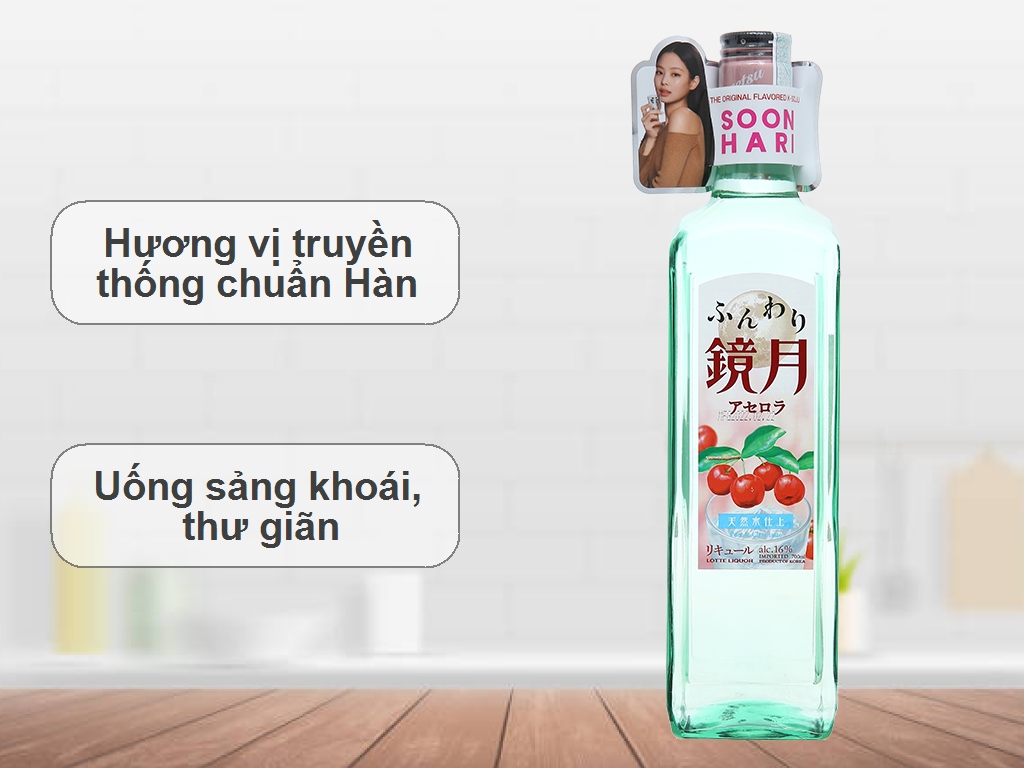 Hương vị truyền
thống chuẩn Hàn
Uống sảng khoái,
thư giãn
THE ORIGINAL FLAVORED K-SOJU
SOON
HARI
ふんわり
鏡月
アセロラ
天然水仕上
リキュール alc.16%
IMPORTED 700ml
LOTTE LIQUOR PRODUCT OF KOREA